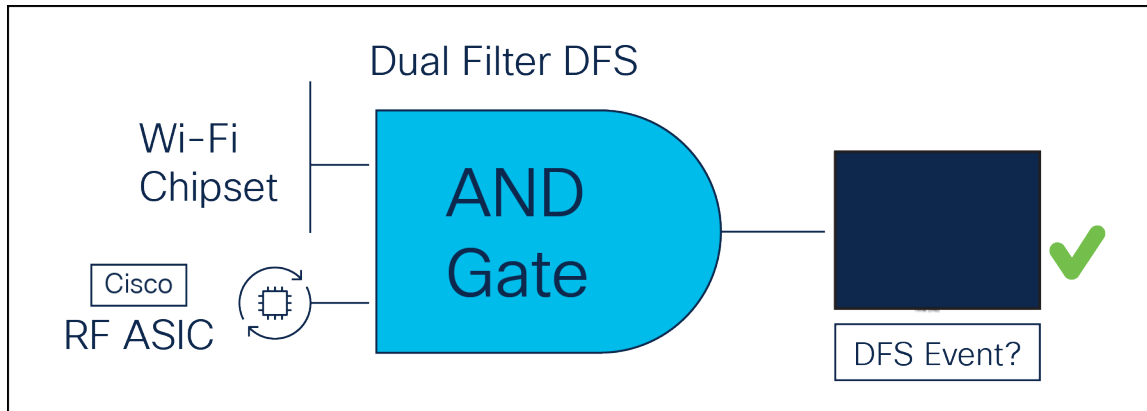 Dual Filter DFS
Wi-Fi
Chipset
AND
Gate
Cisco
RF ASIC
DFS Event?